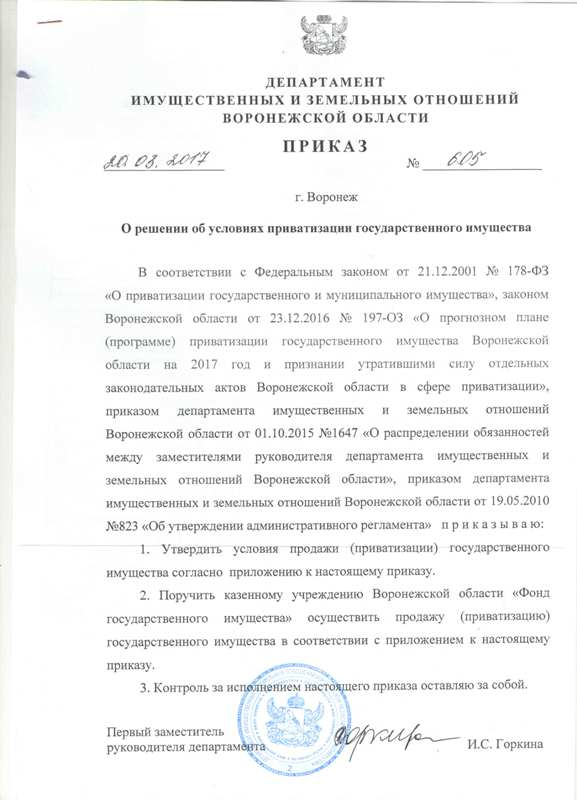 ДЕПАРТАМЕНТ
ИМУЩЕСТВЕННЫХ И ЗЕМЕЛЬНЫХ ОТНОШЕНИЙ
ВОРОНЕЖСКОЙ ОБЛАСТИ
ПРИКАЗ
20.03.2017 № 605
г. Воронеж
О решении об условиях приватизации государственного имущества
В соответствии с Федеральным законом от 21.12.2001 № 178-ФЗ
«О приватизации государственного и муниципального имущества», законом
Воронежской области от 23.12.2016 № 197-ОЗ «О прогнозном плане
(программе) приватизации государственного имущества Воронежской
области на 2017 год и признании утратившими силу отдельных
законодательных актов Воронежской области в сфере приватизации»,
приказом департамента имущественных и земельных отношений
Воронежской области от 01.10.2015 №1647 «О распределении обязанностей
между заместителями руководителя департамента имущественных и
земельных отношений Воронежской области», приказом департамента
имущественных и земельных отношений Воронежской области от 19.05.2010
№823 «Об утверждении административного регламента» п р и к а з ы в а ю:
1. Утвердить условия продажи (приватизации) государственного
имущества согласно приложению к настоящему приказу.
2. Поручить казенному учреждению Воронежской области «Фонд
государственного имущества» осуществить продажу (приватизацию)
государственного имущества в соответствии с приложением к настоящему
приказу.
3. Контроль за исполнением настоящего приказа оставляю за собой.
Первый заместитель
руководителя департамента И.С. Горкина
2